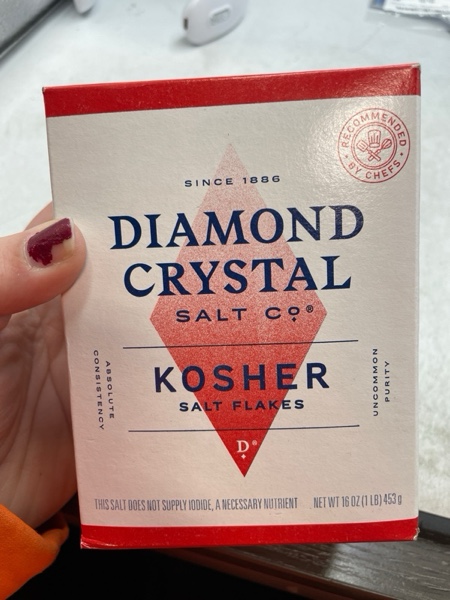 RECOMMENDED
BY CHEFS
SINCE 1886
DIAMOND
CRYSTAL
SALT Co®
KOSHER
SALT FLAKES
ABSOLUTE
CONSISTENCY
UNCOMMON
PURITY
D®
THIS SALT DOES NOT SUPPLY IODIDE, A NECESSARY NUTRIENT
NET WT 16 OZ (1 LB) 453 g